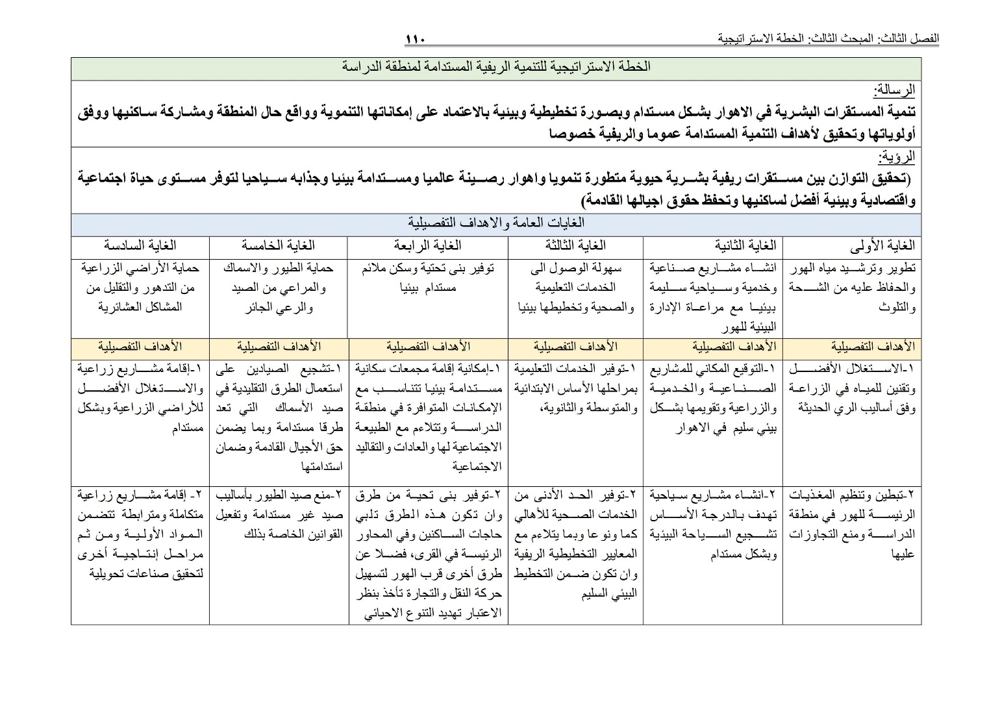 الفصل الثالث: المبحث الثالث: الخطة الاستراتيجية ١١٠
الخطة الاستراتيجية للتنمية الريفية المستدامة لمنطقة الدراسة
الرسالة:
تنمية المستقرات البشرية في الاهوار بشكل مستدام وبصورة تخطيطية وبيئية بالاعتماد على إمكاناتها التنموية وواقع حال المنطقة ومشاركة ساكنيها ووفق
أولوياتها وتحقيق لأهداف التنمية المستدامة عموما والريفية خصوصا
الرؤية:
(تحقيق التوازن بين مستقرات ريفية بشرية حيوية متطورة تنمويا واهوار رصينة عالميا ومستدامة بيئيا وجذابه سياحيا لتوفر مستوى حياة اجتماعية
واقتصادية وبيئية أفضل لساكنيها وتحفظ حقوق اجيالها القادمة)
الغايات العامة والاهداف التفصيلية
الغاية الأولى
الغاية الثانية
الغاية الثالثة
الغاية الرابعة
الغاية الخامسة
الغاية السادسة
تطوير وترشيد مياه الهور
والحفاظ عليه من الشحة
والتلوث
انشاء مشاريع صناعية
وخدمية وسياحية سليمة
بيئيا مع مراعاة الإدارة
البيئية للهور
سهولة الوصول الى
الخدمات التعليمية
والصحية وتخطيطها بيئيا
توفير بنى تحتية وسكن ملائم
مستدام بيئيا
حماية الطيور والاسماك
والمراعي من الصيد
والرعي الجائر
حماية الأراضي الزراعية
من التدهور والتقليل من
المشاكل العشائرية
الأهداف التفصيلية
الأهداف التفصيلية
الأهداف التفصيلية
الأهداف التفصيلية
الأهداف التفصيلية
الأهداف التفصيلية
١-الاستغلال الأفضل
وتقنين للمياه في الزراعة
وفق أساليب الري الحديثة
١-التوقيع المكاني للمشاريع
الصناعية والخدمية
والزراعية وتقويمها بشكل
بيئي سليم في الاهوار
١-توفير الخدمات التعليمية
بمراحلها الأساس الابتدائية
والمتوسطة والثانوية،
١-إمكانية إقامة مجمعات سكانية
مستدامة بيئيا تتناسب مع
الإمكانات المتوافرة في منطقة
الدراسة وتتلاءم مع الطبيعة
الاجتماعية لها والعادات والتقاليد
الاجتماعية
١-تشجيع الصيادين على
استعمال الطرق التقليدية في
صيد الأسماك التي تعد
طرقا مستدامة وبما يضمن
حق الأجيال القادمة وضمان
استدامتها
١-إقامة مشاريع زراعية
والاستغلال الأفضل
للأراضي الزراعية وبشكل
مستدام
٢-تبطين وتنظيم المغذيات
الرئيسة للهور في منطقة
الدراسة ومنع التجاوزات
عليها
٢-انشاء مشاريع سياحية
تهدف بالدرجة الأساس
تشجيع السياحة البيئية
وبشكل مستدام
٢-توفير الحد الأدنى من
الخدمات الصحية للأهالي
كما ونوعا وبما يتلاءم مع
المعايير التخطيطية الريفية
وان تكون ضمن التخطيط
البيئي السليم
٢-توفير بنى تحية من طرق
وان تكون هذه الطرق تلبي
حاجات الساكنين وفي المحاور
الرئيسة في القرى، فضلا عن
طرق أخرى قرب الهور لتسهيل
حركة النقل والتجارة تأخذ بنظر
الاعتبار تهديد التنوع الاحيائي
٢-منع صيد الطيور بأساليب
صيد غير مستدامة وتفعيل
القوانين الخاصة بذلك
٢- إقامة مشاريع زراعية
متكاملة ومترابطة تتضمن
المواد الأولية ومن ثم
مراحل إنتاجية أخرى
لتحقيق صناعات تحويلية